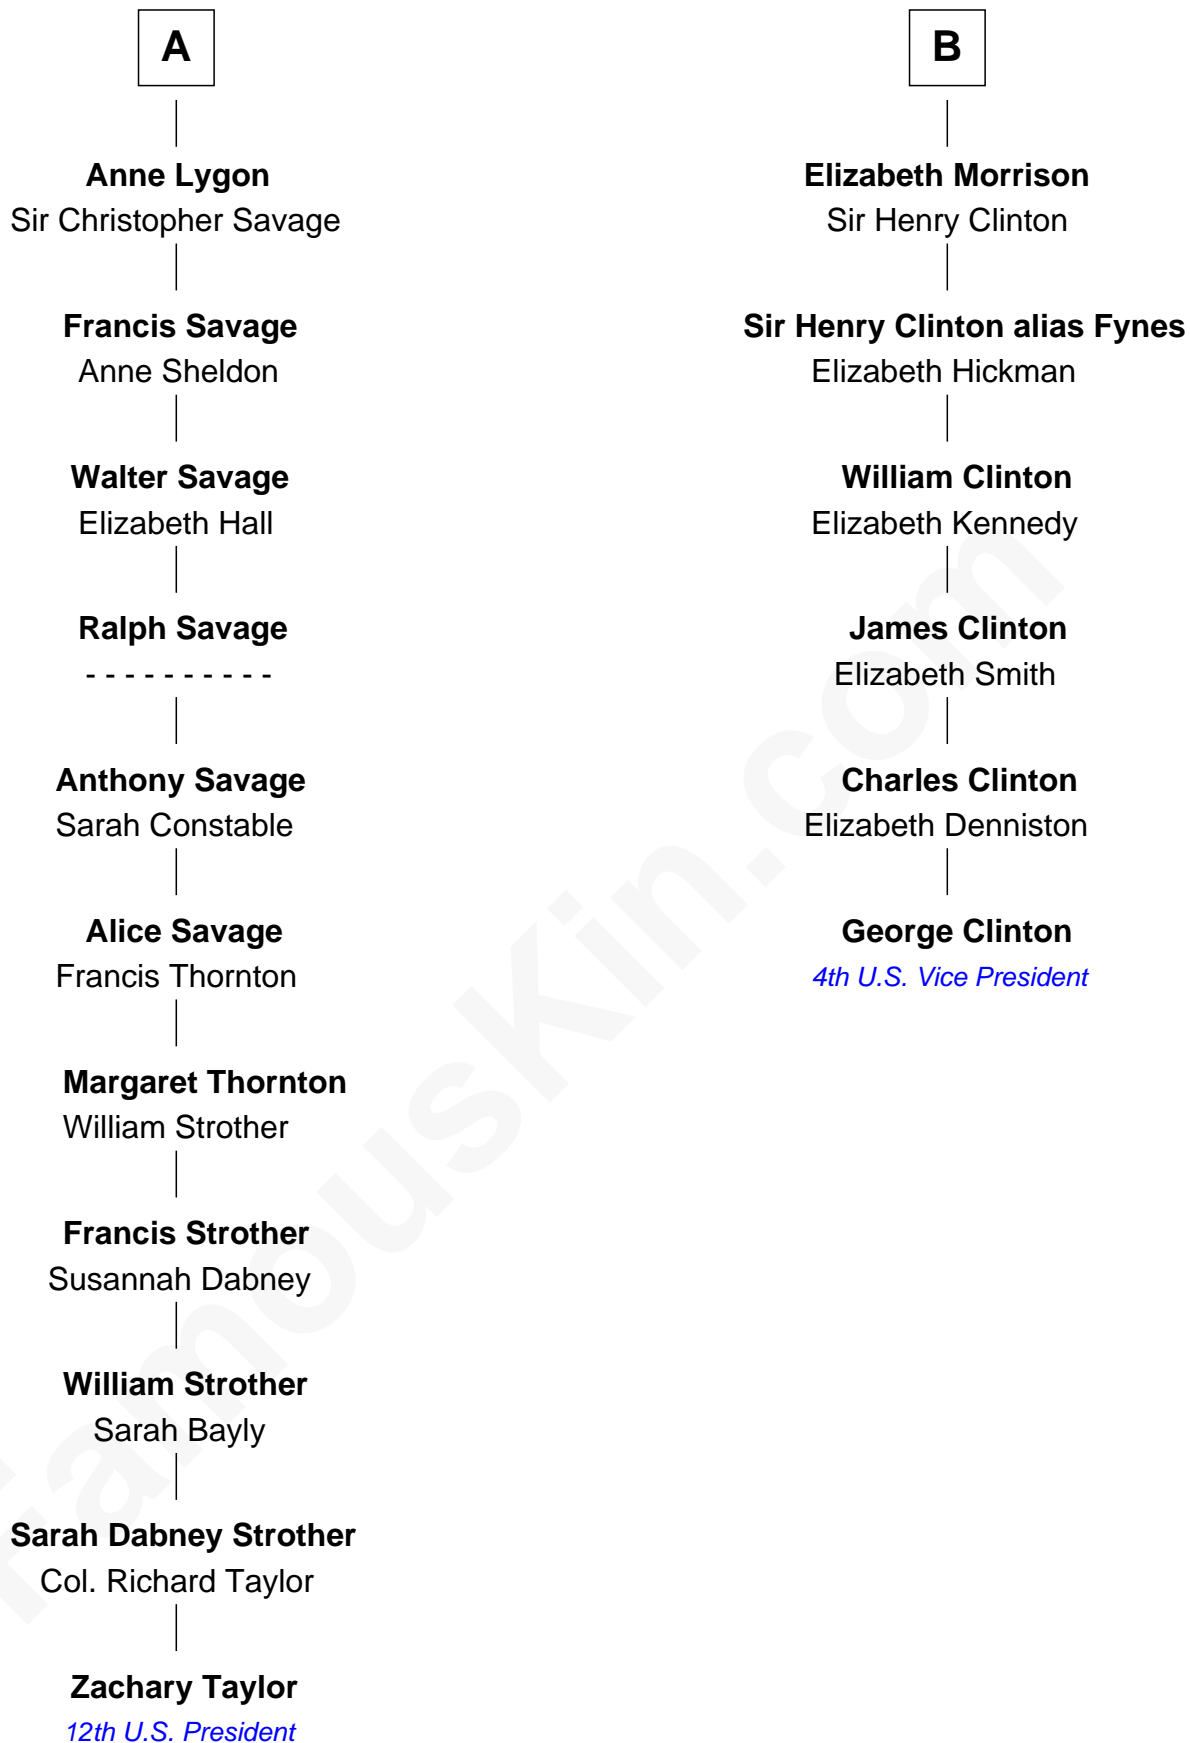 A
Anne Lygon
Sir Christopher Savage
Francis Savage
Anne Sheldon
Walter Savage
Elizabeth Hall
Ralph Savage
- - - - - - - - - -
Anthony Savage
Sarah Constable
Alice Savage
Francis Thornton
Margaret Thornton
William Strother
Francis Strother
Susannah Dabney
William Strother
Sarah Bayly
Sarah Dabney Strother
Col. Richard Taylor
Zachary Taylor
12th U.S. President
B
Elizabeth Morrison
Sir Henry Clinton
Sir Henry Clinton alias Fynes
Elizabeth Hickman
William Clinton
Elizabeth Kennedy
James Clinton
Elizabeth Smith
Charles Clinton
Elizabeth Denniston
George Clinton
4th U.S. Vice President
FamousKin.com